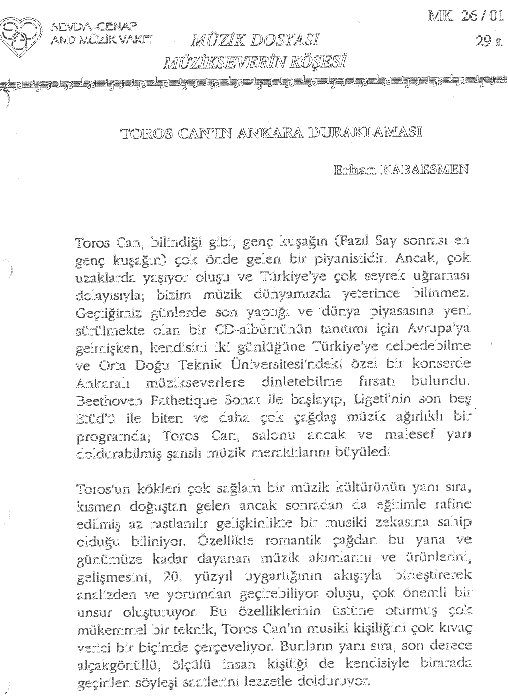 SEVDA-CENAP
AND MÜZİK VAKFI
MK 26/01
MÜZİK DOSYASI
29 s.
MÜZİKSEVERİN KÖŞESİ
TOROS CAN'IN ANKARA DURAKLAMASI
Erhan KARAESMEN
Toros Can, bilindiği gibi, genç kuşağın (Fazıl Say sonrası en
genç kuşağın) çok önde gelen bir piyanistidir. Ancak, çok
uzaklarda yaşıyor oluşu ve Türkiye'ye çok seyrek uğraması
dolayısıyla; bizim müzik dünyamızda yeterince bilinmez.
Geçtiğimiz günlerde son yaptığı ve dünya piyasasına yeni
sürülmekte olan bir CD-albümünün tanıtımı için Avrupa'ya
gelmişken, kendisini iki günlüğüne Türkiye'ye celbedebilme
ve Orta Doğu Teknik Üniversitesi'ndeki özel bir konserde
Ankaralı müzikseverlere dinletebilme fırsatı bulundu.
Beethoven Pathetique Sonat ile başlayıp, Ligeti'nin son beş
Etüd'ü ile biten ve daha çok çağdaş müzik ağırlıklı bir
programda; Toros Can, salonu ancak ve malesef yarı
doldurabilmiş şanslı müzik meraklılarını büyüledi.
Toros'un kökleri çok sağlam bir müzik kültürünün yanı sıra,
kısmen doğuştan gelen ancak sonradan da eğitimle rafine
edilmiş az rastlanılır gelişkinlikte bir musiki zekasına sahip
olduğu biliniyor. Özellikle romantik çağdan bu yana ve
günümüze kadar dayanan müzik akımlarını ve ürünlerini,
gelişmesini, 20. yüzyıl uygarlığının akışıyla birleştirerek
analizden ve yorumdan geçirebiliyor oluşu, çok önemli bir
unsur oluşturuyor. Bu özelliklerinin üstüne oturmuş çok
mükemmel bir teknik, Toros Can'ın musiki kişiliğini çok kıvanç
verici bir biçimde çerçeveliyor. Bunların yanı sıra, son derece
alçakgönüllü, ölçülü insan kişiliği de kendisiyle birarada
geçirilen söyleşi saatlerini lezzetle dolduruyor.